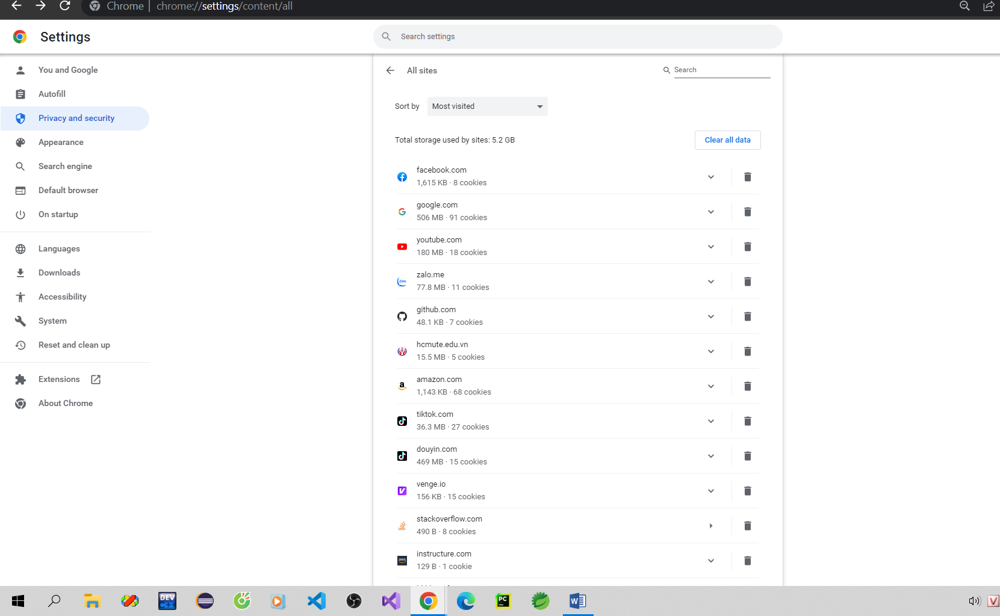 Chrome | chrome://settings/content/all
Settings
Search settings
You and Google
Autofill
Privacy and security
Appearance
Search engine
Default browser
On startup
Languages
Downloads
Accessibility
System
Reset and clean up
Extensions
About Chrome
All sites
Search
Sort by Most visited
Total storage used by sites: 5.2 GB
Clear all data
facebook.com
1,615 KB · 8 cookies
google.com
506 MB · 91 cookies
youtube.com
180 MB · 18 cookies
Zalo
zalo.me
77.8 MB · 11 cookies
github.com
48.1 KB · 7 cookies
hcmute.edu.vn
15.5 MB · 5 cookies
amazon.com
1,143 KB · 68 cookies
tiktok.com
36.3 MB · 27 cookies
douyin.com
469 MB · 15 cookies
venge.io
156 KB · 15 cookies
stackoverflow.com
490 B · 8 cookies
aws
instructure.com
129 B · 1 cookie
DEV
C++
PC
W
V